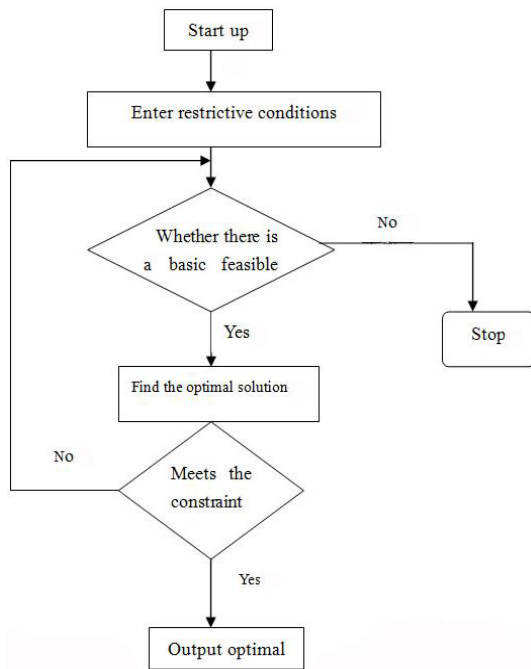 Start up
Enter restrictive conditions
Whether there is
a basic feasible
No
Stop
Yes
Find the optimal solution
No
Meets the
constraint
Yes
Output optimal